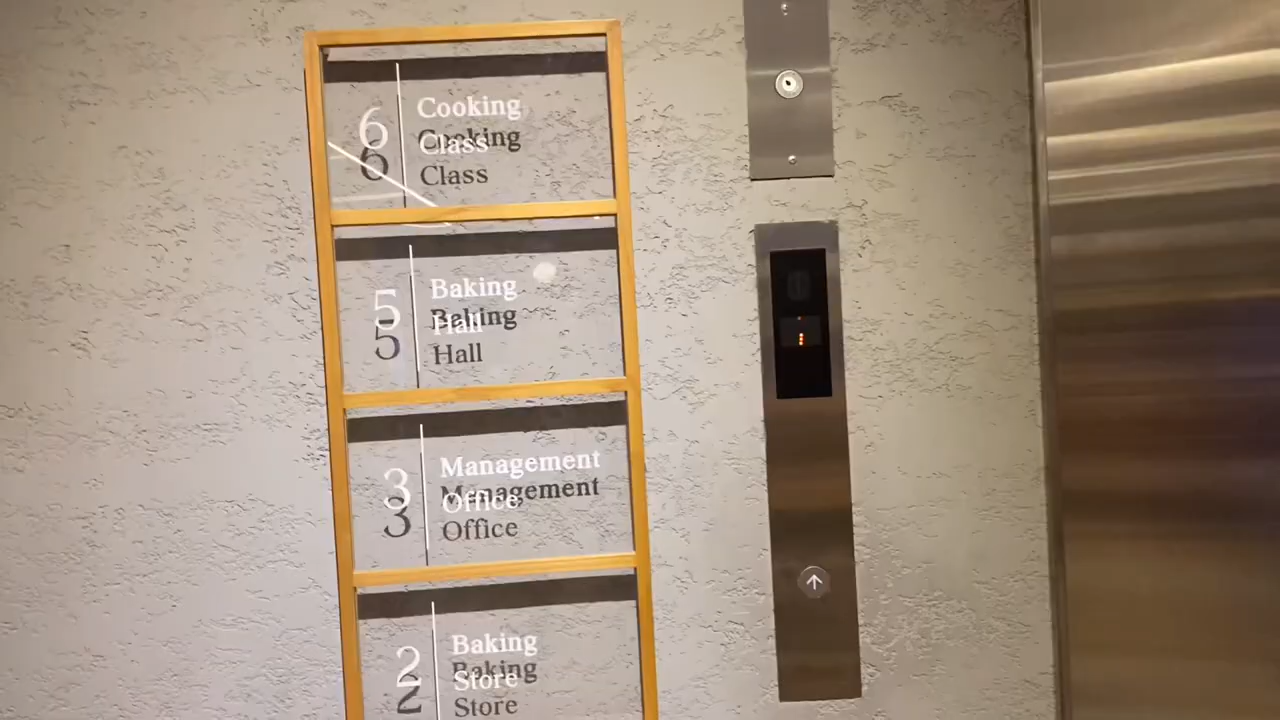 6
Cooking
Class
5
Baking
Hall
3
Management
Office
2
Baking
Store